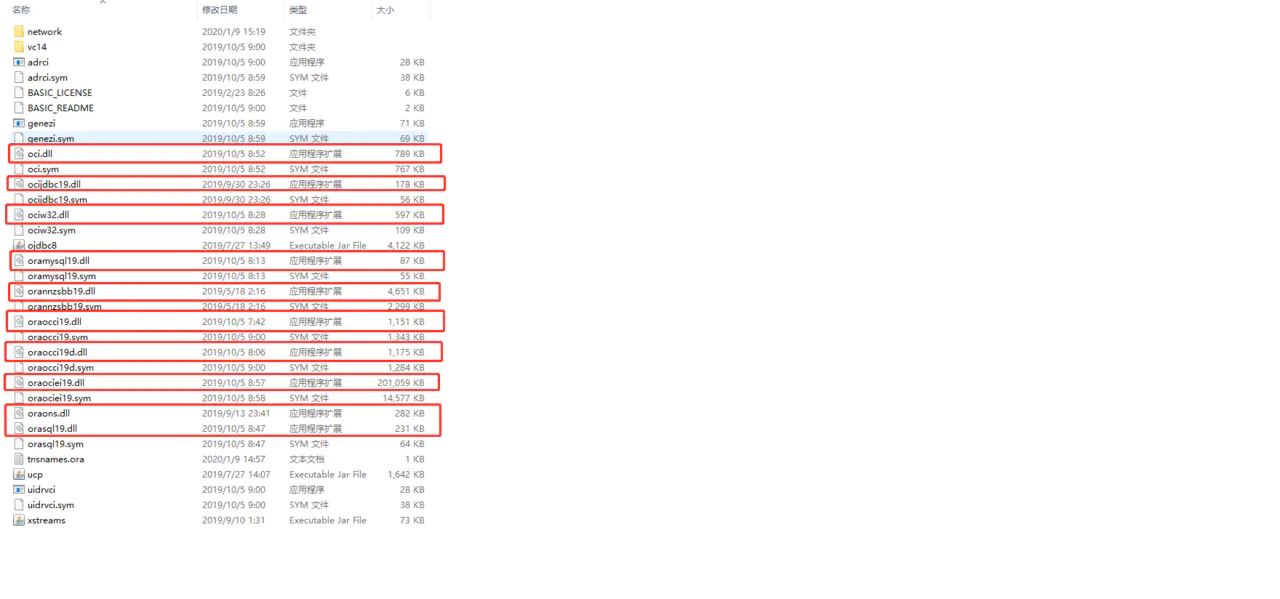 名称 修改日期 类型 大小
network 2020/1/9 15:19 文件夹
vc14 2019/10/5 9:00 文件夹
adrci 2019/10/5 9:00 应用程序 28 KB
adrci.sym 2019/10/5 8:59 SYM 文件 38 KB
BASIC_LICENSE 2019/2/23 8:26 文件 6 KB
BASIC_README 2019/10/5 9:00 文件 2 KB
genezi 2019/10/5 8:59 应用程序 71 KB
genezi.sym 2019/10/5 8:59 SYM 文件 69 KB
oci.dll 2019/10/5 8:52 应用程序扩展 789 KB
oci.sym 2019/10/5 8:52 SYM 文件 767 KB
ocijdbc19.dll 2019/9/30 23:26 应用程序扩展 178 KB
ocijdbc19.sym 2019/9/30 23:26 SYM 文件 56 KB
ociw32.dll 2019/10/5 8:28 应用程序扩展 597 KB
ociw32.sym 2019/10/5 8:28 SYM 文件 109 KB
ojdbc8 2019/7/27 13:49 Executable Jar File 4,122 KB
oramysql19.dll 2019/10/5 8:13 应用程序扩展 87 KB
oramysql19.sym 2019/10/5 8:13 SYM 文件 55 KB
orannzsbb19.dll 2019/5/18 2:16 应用程序扩展 4,651 KB
orannzsbb19.sym 2019/5/18 2:16 SYM 文件 2,299 KB
oraocci19.dll 2019/10/5 7:42 应用程序扩展 1,151 KB
oraocci19.sym 2019/10/5 9:00 SYM 文件 1,343 KB
oraocci19d.dll 2019/10/5 8:06 应用程序扩展 1,175 KB
oraocci19d.sym 2019/10/5 9:00 SYM 文件 1,284 KB
oraociei19.dll 2019/10/5 8:57 应用程序扩展 201,059 KB
oraociei19.sym 2019/10/5 8:58 SYM 文件 14,577 KB
oraons.dll 2019/9/13 23:41 应用程序扩展 282 KB
orasql19.dll 2019/10/5 8:47 应用程序扩展 231 KB
orasql19.sym 2019/10/5 8:47 SYM 文件 64 KB
tnsnames.ora 2020/1/9 14:57 文本文档 1 KB
ucp 2019/7/27 14:07 Executable Jar File 1,642 KB
uidrvci 2019/10/5 9:00 应用程序 28 KB
uidrvci.sym 2019/10/5 9:00 SYM 文件 38 KB
xstreams 2019/9/10 1:31 Executable Jar File 73 KB